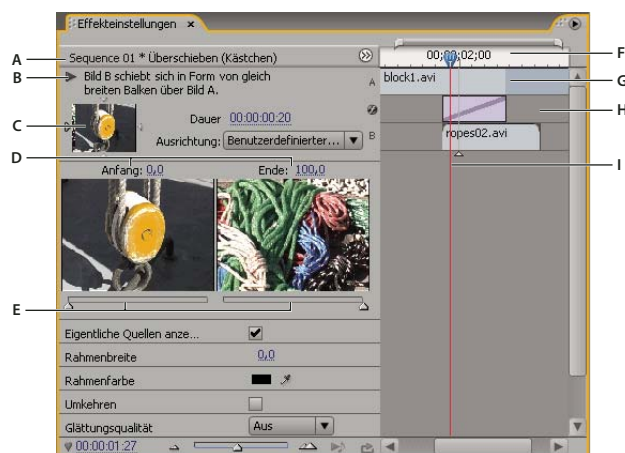 Effekteinstellungen ×
A Sequence 01 * Überschieben (Kästchen) 00;00;02;00 F
B Bild B schiebt sich in Form von gleich breiten Balken über Bild A.
A block1.avi G
C Dauer 00:00:00:20 H
Ausrichtung: Benutzerdefinierter... B ropes02.avi
D Anfang: 0,0 Ende: 100,0 I
E
Eigentliche Quellen anze...
Rahmenbreite 0,0
Rahmenfarbe
Umkehren
Glättungsqualität Aus
00:00:01:27